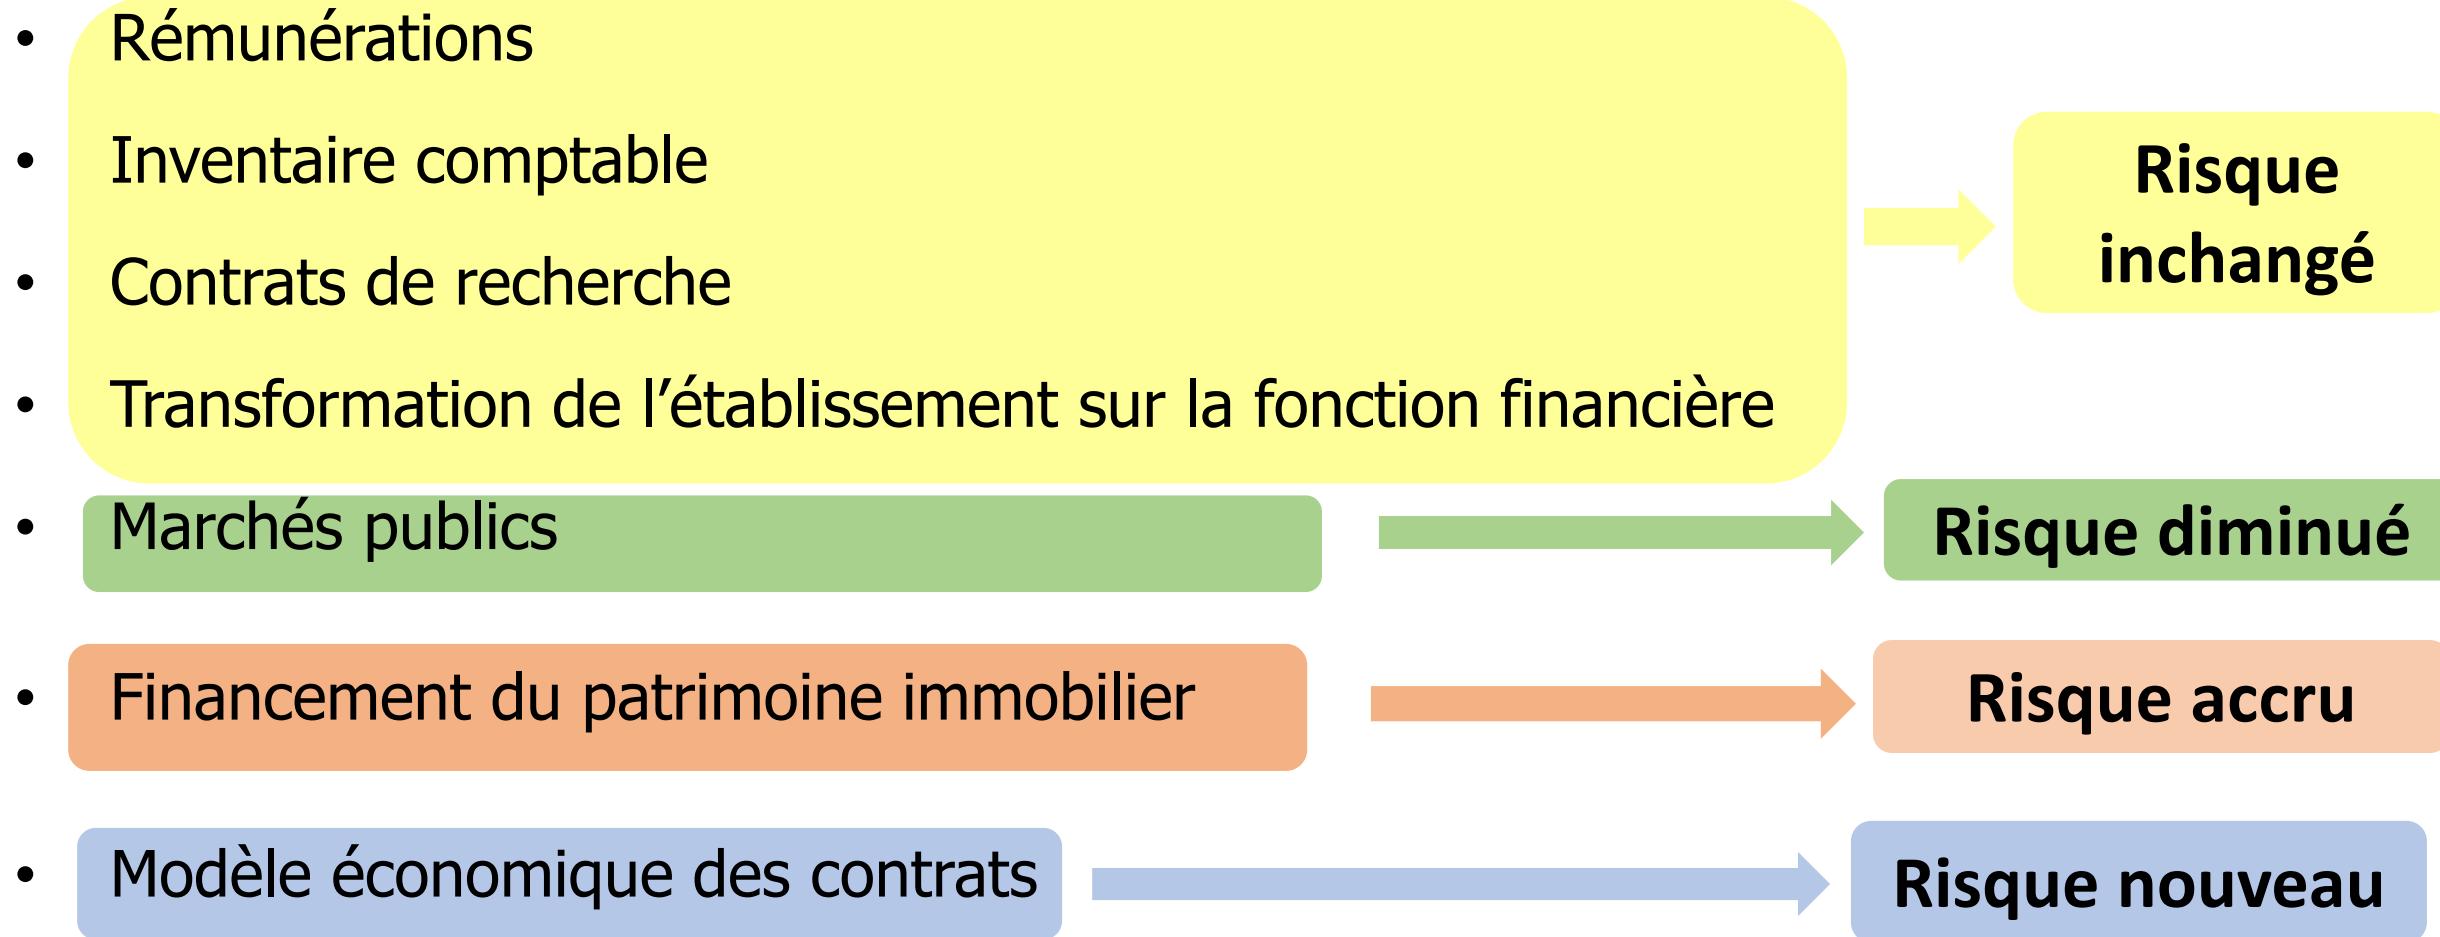 • Rémunérations
• Inventaire comptable
• Contrats de recherche
• Transformation de l’établissement sur la fonction financière
Risque
inchangé
• Marchés publics
Risque diminué
• Financement du patrimoine immobilier
Risque accru
• Modèle économique des contrats
Risque nouveau